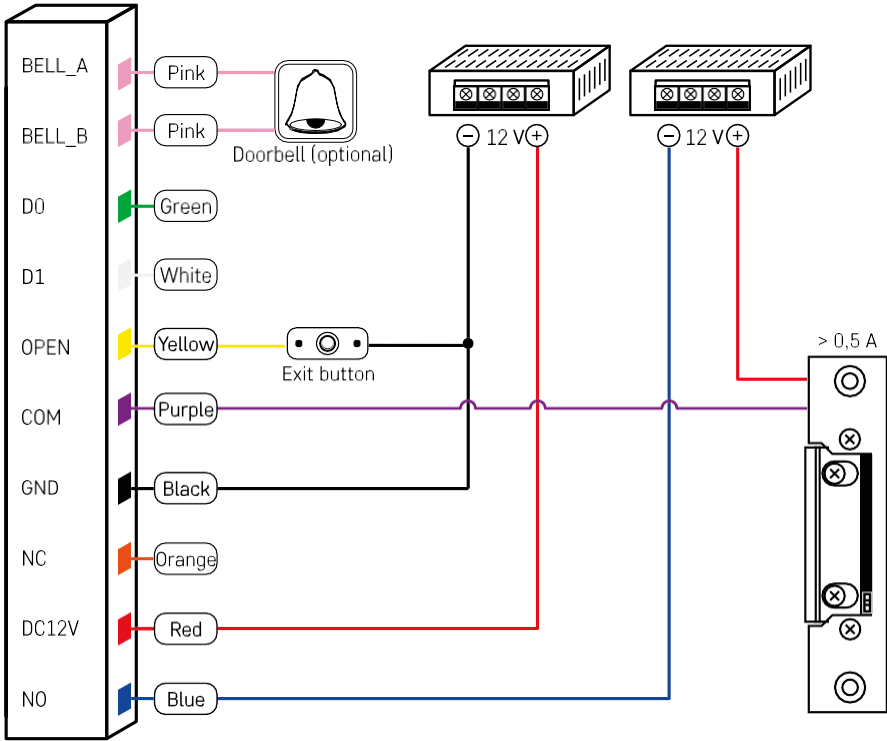 BELL_A Pink
BELL_B Pink
Doorbell (optional)
− 12 V +
− 12 V +
D0 Green
D1 White
OPEN Yellow
Exit button
> 0,5 A
COM Purple
GND Black
NC Orange
DC12V Red
NO Blue